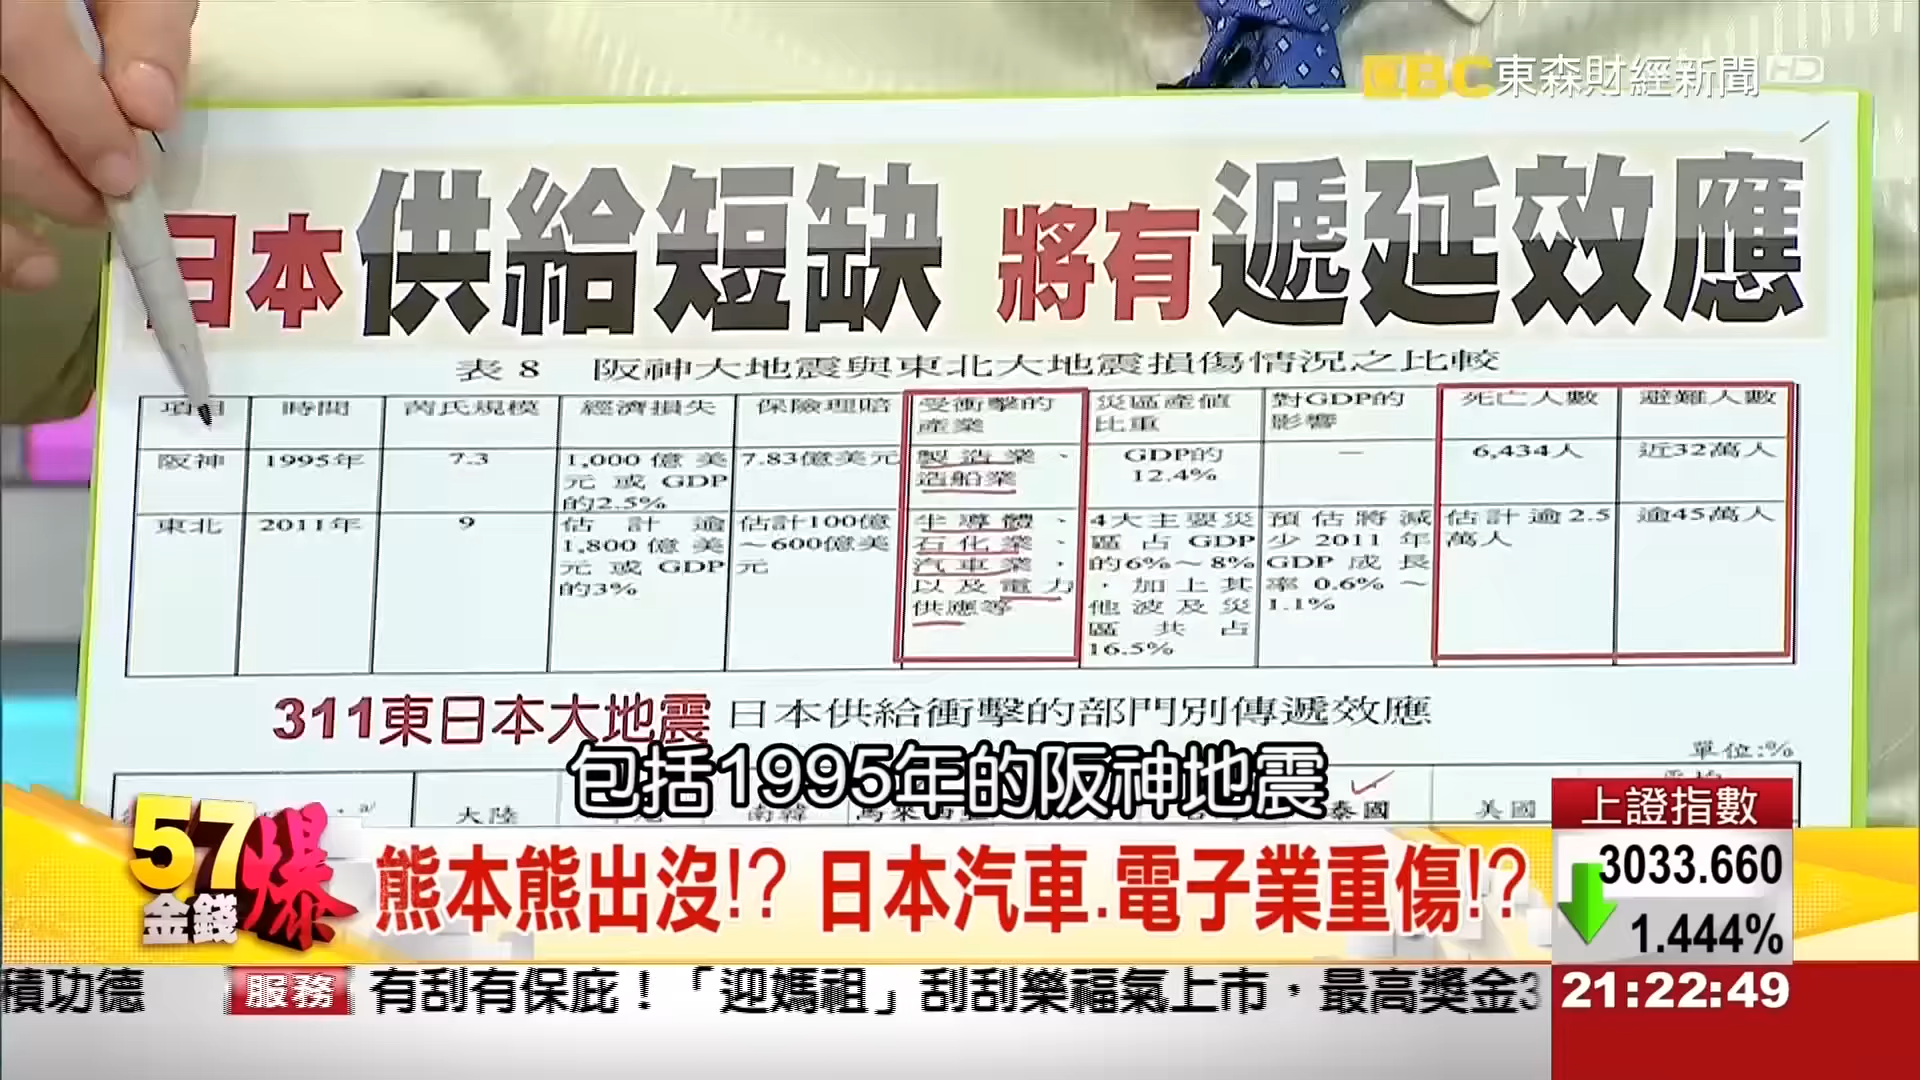 EBC 東森財經新聞 HD
日本供給短缺 將有遞延效應
表 8 阪神大地震與東北大地震損傷情況之比較
項目 時間 芮氏規模 經濟損失 保險理賠 受衝擊的產業 災區產值比重 對GDP的影響 死亡人數 避難人數
阪神 1995年 7.3 1,000億美元或GDP的2.5% 7.83億美元 製造業、造船業 GDP的12.4% — 6,434人 近32萬人
東北 2011年 9 估計逾1,800億美元或GDP的3% 估計100億~600億美元 半導體、石化業、汽車業,以及電力供應等 4大主要災區占GDP的6%~8%,加上其他波及災區共占16.5% 預估將減少2011年GDP成長率0.6%~1.1% 估計逾2.5萬人 逾45萬人
311東日本大地震 日本供給衝擊的部門別傳遞效應
單位:%
大陸 南韓 泰國 美國
包括1995年的阪神地震
57金錢爆
熊本熊出沒!? 日本汽車.電子業重傷!?
上證指數
3033.660
1.444%
積功德 服務 有刮有保庇!「迎媽祖」刮刮樂福氣上市,最高獎金3
21:22:49